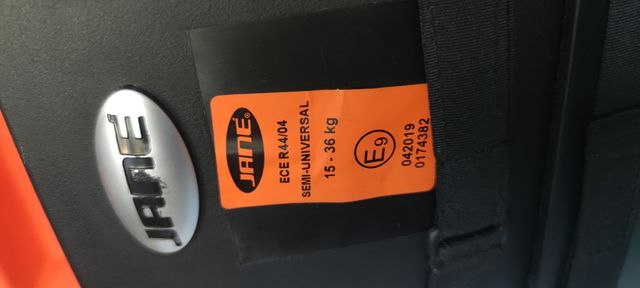 JANE
JANE®
ECE R44/04
SEMI-UNIVERSAL
15 - 36 kg
E9
042019
0174382